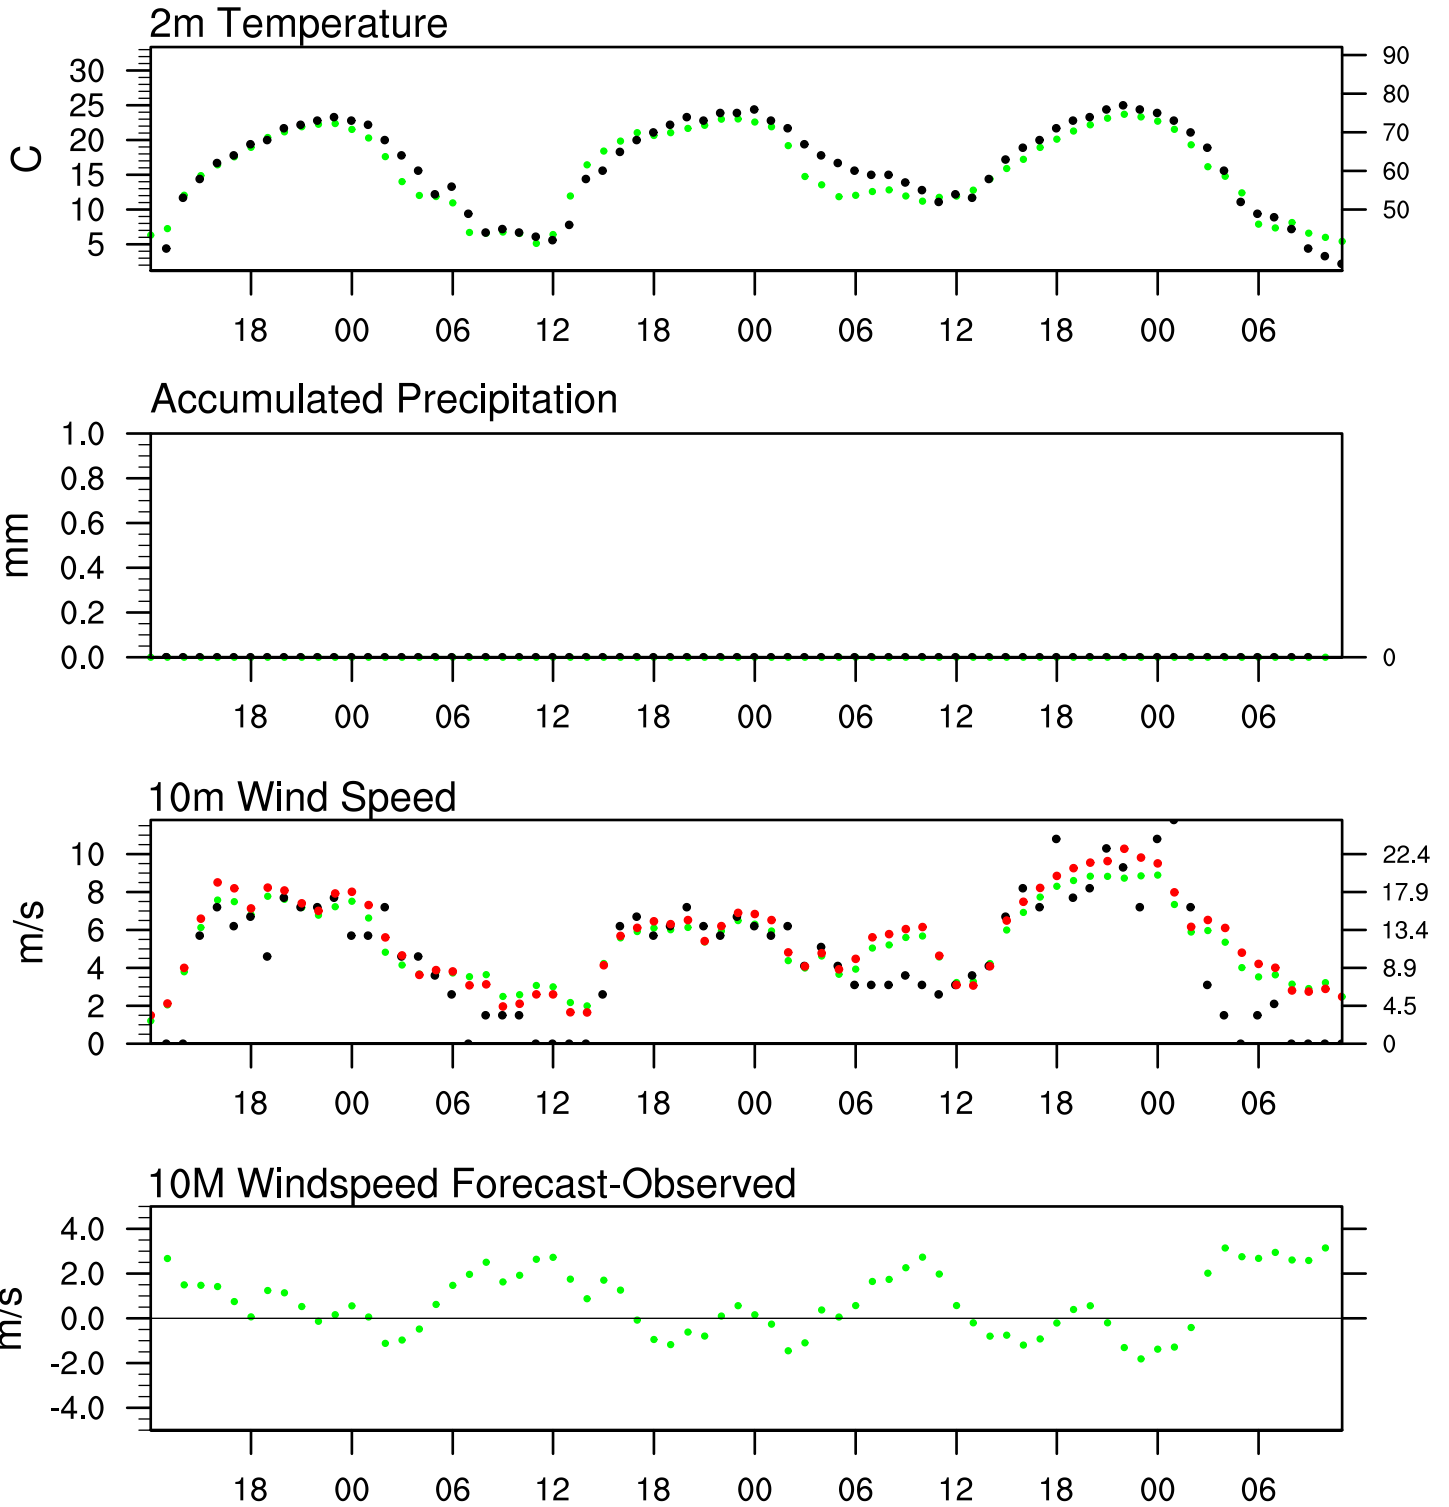 2m Temperature
30 90
25 80
20 70
15 60
10 50
5
C
18 00 06 12 18 00 06 12 18 00 06
Accumulated Precipitation
1.0
0.8
0.6
0.4
0.2
0.0 0
mm
18 00 06 12 18 00 06 12 18 00 06
10m Wind Speed
10 22.4
8 17.9
6 13.4
4 8.9
2 4.5
0 0
m/s
18 00 06 12 18 00 06 12 18 00 06
10M Windspeed Forecast-Observed
4.0
2.0
0.0
-2.0
-4.0
m/s
18 00 06 12 18 00 06 12 18 00 06